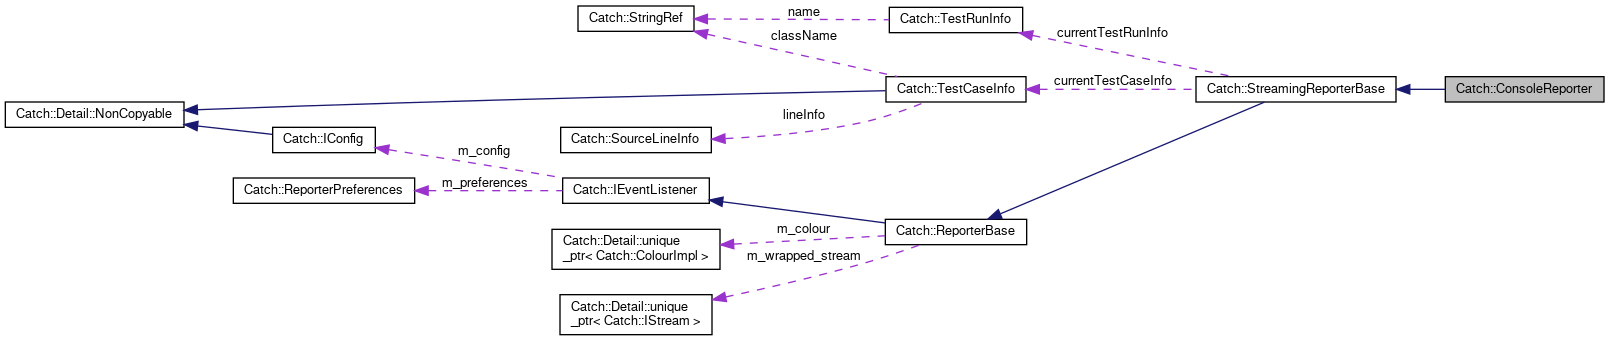 Catch::StringRef
name
Catch::TestRunInfo
className
currentTestRunInfo
Catch::TestCaseInfo
currentTestCaseInfo
Catch::StreamingReporterBase
Catch::ConsoleReporter
Catch::Detail::NonCopyable
lineInfo
Catch::IConfig
Catch::SourceLineInfo
m_config
Catch::ReporterPreferences
m_preferences
Catch::IEventListener
m_colour
Catch::ReporterBase
Catch::Detail::unique
_ptr< Catch::ColourImpl >
m_wrapped_stream
Catch::Detail::unique
_ptr< Catch::IStream >